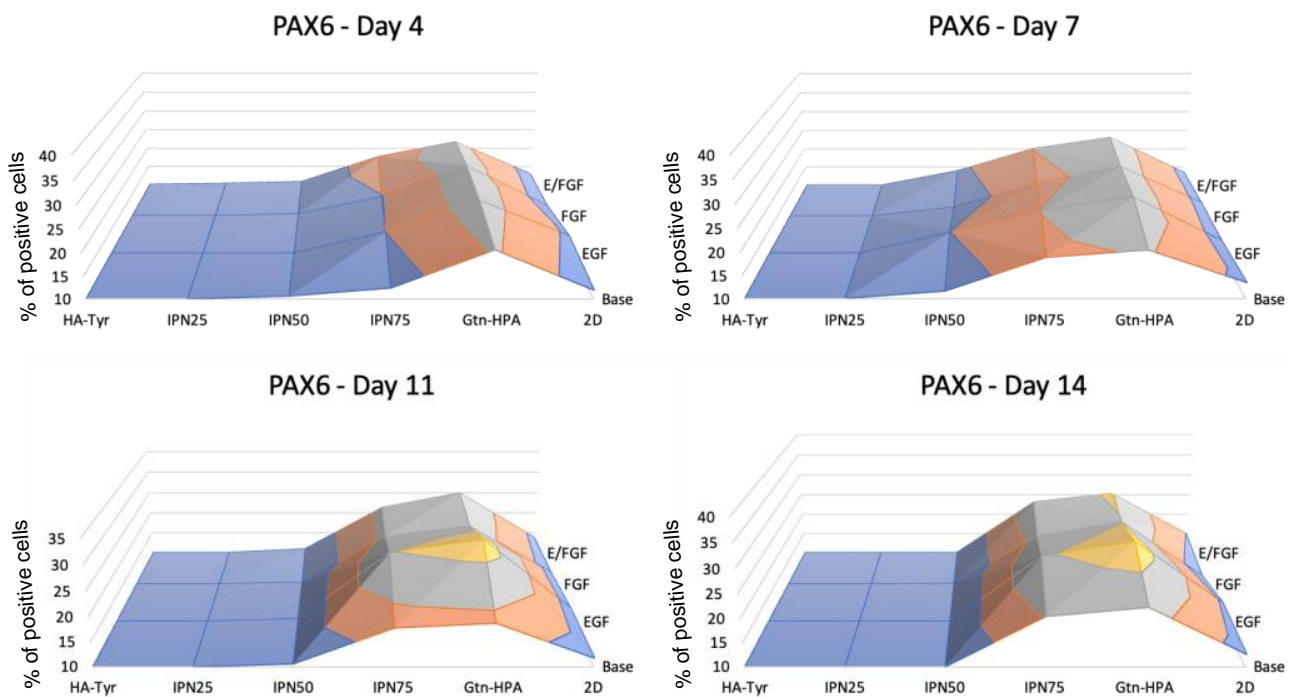 PAX6 - Day 4
% of positive cells
40
35
30
25
20
15
10
HA-Tyr IPN25 IPN50 IPN75 Gtn-HPA 2D
E/FGF
FGF
EGF
Base
PAX6 - Day 7
% of positive cells
40
35
30
25
20
15
10
HA-Tyr IPN25 IPN50 IPN75 Gtn-HPA 2D
E/FGF
FGF
EGF
Base
PAX6 - Day 11
% of positive cells
35
30
25
20
15
10
HA-Tyr IPN25 IPN50 IPN75 Gtn-HPA 2D
E/FGF
FGF
EGF
Base
PAX6 - Day 14
% of positive cells
40
35
30
25
20
15
10
HA-Tyr IPN25 IPN50 IPN75 Gtn-HPA 2D
E/FGF
FGF
EGF
Base